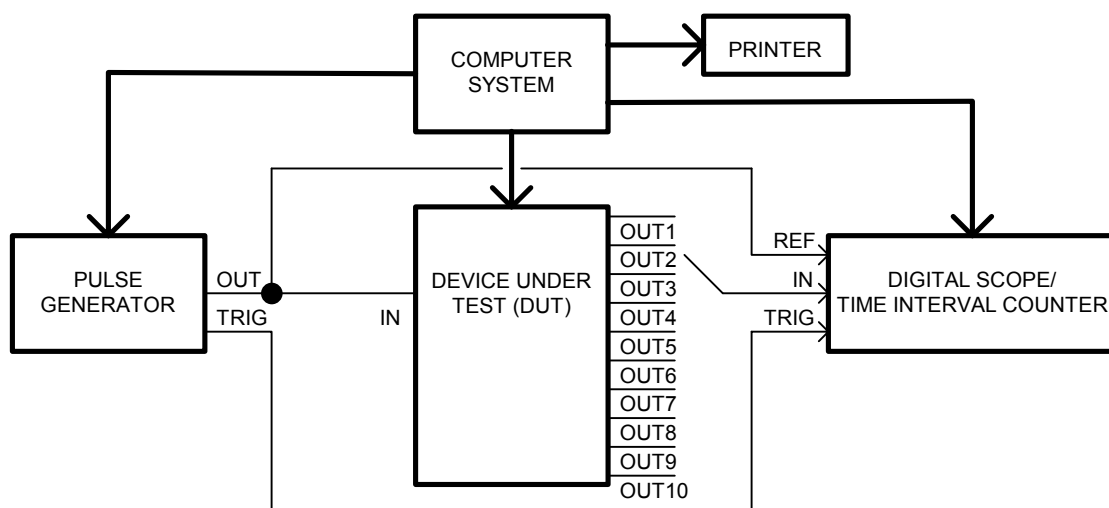 COMPUTER
SYSTEM
PRINTER
PULSE
GENERATOR
OUT
TRIG
IN
DEVICE UNDER
TEST (DUT)
OUT1
OUT2
OUT3
OUT4
OUT5
OUT6
OUT7
OUT8
OUT9
OUT10
REF
IN
TRIG
DIGITAL SCOPE/
TIME INTERVAL COUNTER